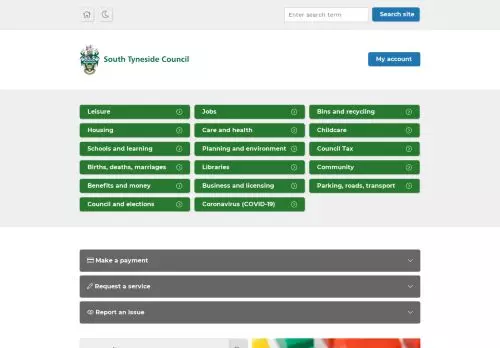 Enter search term
Search site
South Tyneside Council
My account
Leisure
Jobs
Bins and recycling
Housing
Care and health
Childcare
Schools and learning
Planning and environment
Council Tax
Births, deaths, marriages
Libraries
Community
Benefits and money
Business and licensing
Parking, roads, transport
Council and elections
Coronavirus (COVID-19)
Make a payment
Request a service
Report an issue